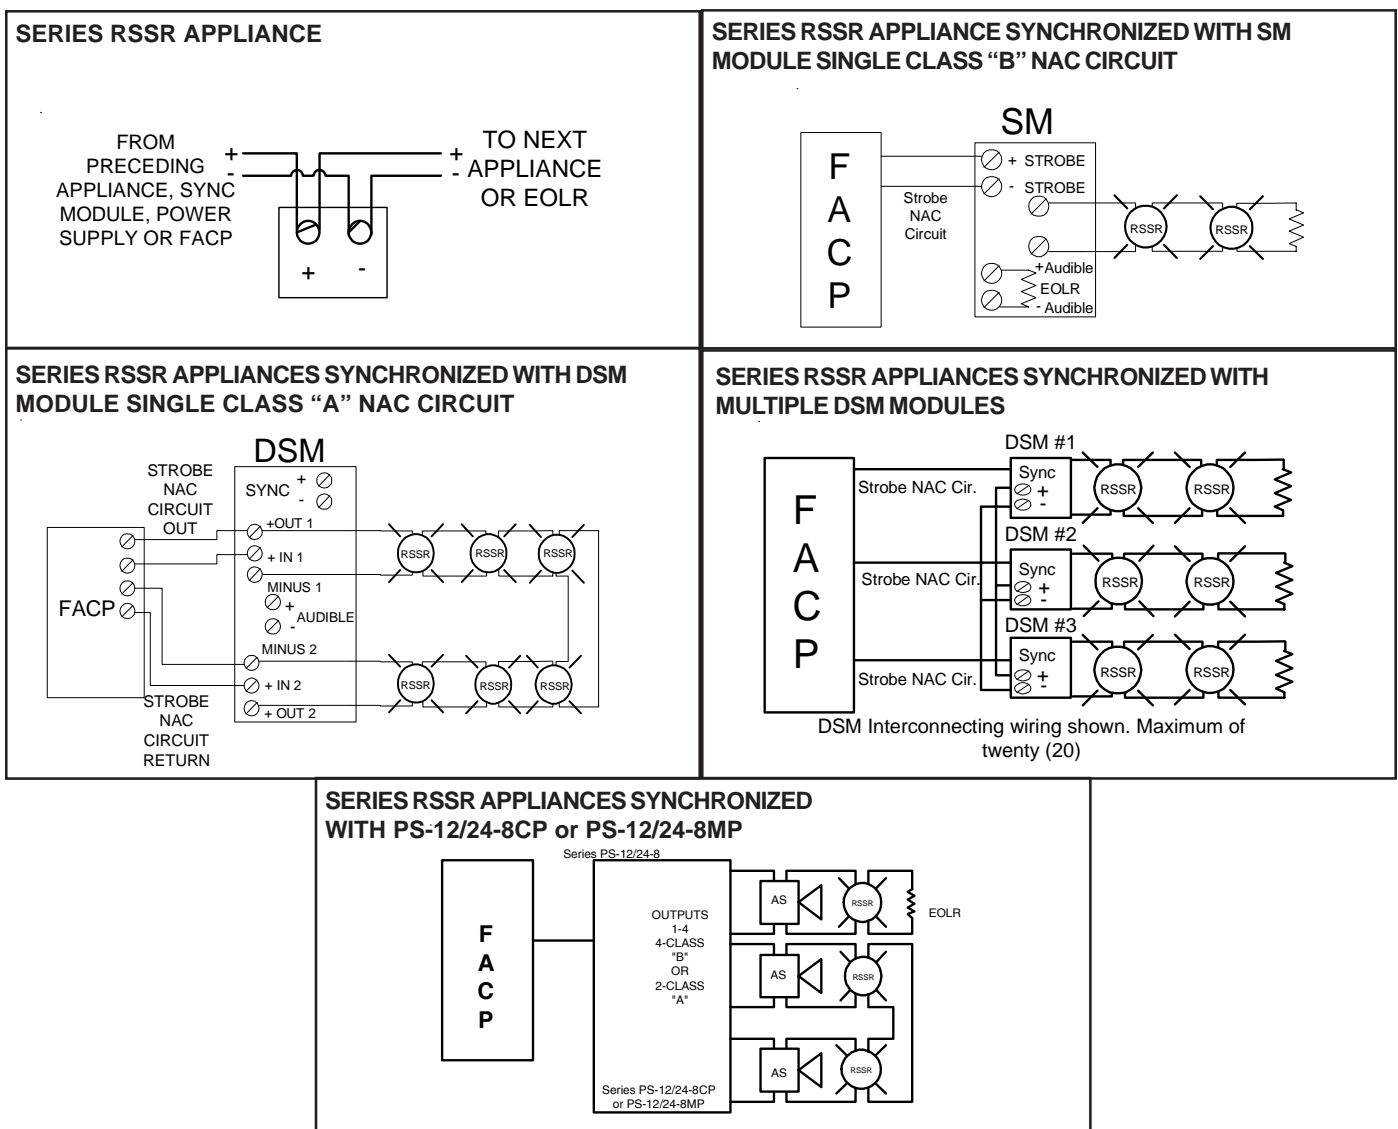 SERIES RSSR APPLIANCE
FROM
PRECEDING
APPLIANCE, SYNC
MODULE, POWER
SUPPLY OR FACP
+
-
+
-
TO NEXT
APPLIANCE
OR EOLR
+ -
SERIES RSSR APPLIANCE SYNCHRONIZED WITH SM
MODULE SINGLE CLASS “B” NAC CIRCUIT
SM
F
A
C
P
Strobe
NAC
Circuit
+ STROBE
- STROBE
RSSR RSSR
+Audible
EOLR
- Audible
SERIES RSSR APPLIANCES SYNCHRONIZED WITH DSM
MODULE SINGLE CLASS “A” NAC CIRCUIT
DSM
STROBE
NAC
CIRCUIT
OUT
FACP
STROBE
NAC
CIRCUIT
RETURN
SYNC +
-
+OUT 1
+ IN 1
MINUS 1
+
AUDIBLE
-
MINUS 2
+ IN 2
+ OUT 2
RSSR RSSR RSSR
RSSR RSSR RSSR
SERIES RSSR APPLIANCES SYNCHRONIZED WITH
MULTIPLE DSM MODULES
F
A
C
P
DSM #1
Strobe NAC Cir.
Sync
+
-
RSSR RSSR
DSM #2
Strobe NAC Cir.
Sync
+
-
RSSR RSSR
DSM #3
Strobe NAC Cir.
Sync
+
-
RSSR RSSR
DSM Interconnecting wiring shown. Maximum of
twenty (20)
SERIES RSSR APPLIANCES SYNCHRONIZED
WITH PS-12/24-8CP or PS-12/24-8MP
Series PS-12/24-8
F
A
C
P
OUTPUTS
1-4
4-CLASS
"B"
OR
2-CLASS
"A"
Series PS-12/24-8CP
or PS-12/24-8MP
AS RSSR EOLR
AS RSSR
AS RSSR